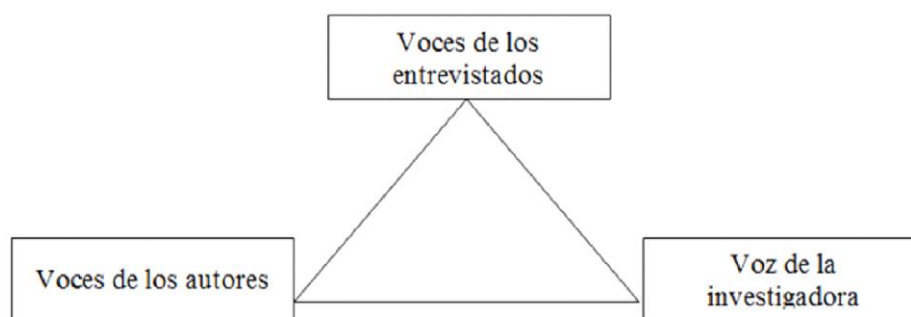 Voces de los
entrevistados
Voces de los autores
Voz de la
investigadora